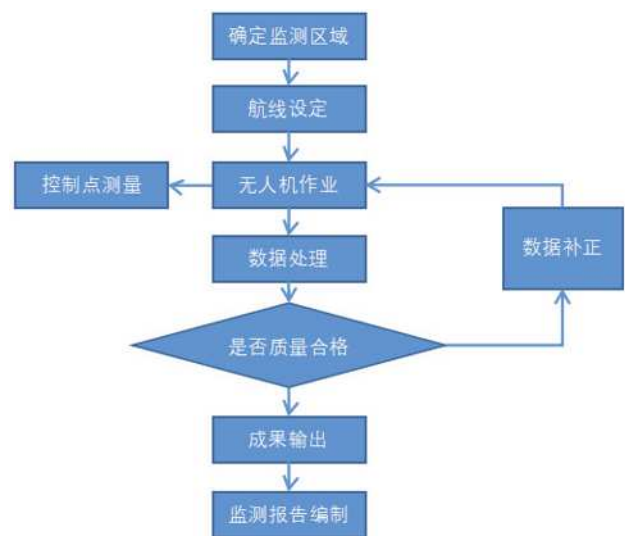 确定监测区域
航线设定
控制点测量
无人机作业
数据处理
数据补正
是否质量合格
成果输出
监测报告编制